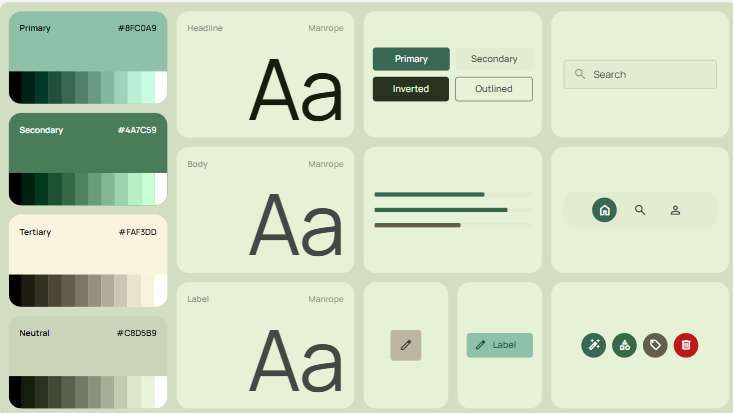 Primary #8FC0A9
Secondary #4A7C59
Tertiary #FAF3DD
Neutral #C8D5B9
Headline Manrope
Aa
Body Manrope
Aa
Label Manrope
Aa
Primary Secondary
Inverted Outlined
Label
Search